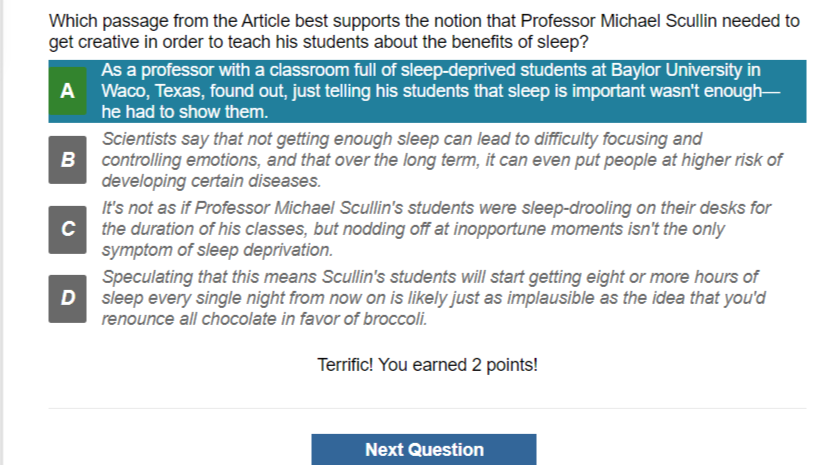 Which passage from the Article best supports the notion that Professor Michael Scullin needed to
get creative in order to teach his students about the benefits of sleep?
A
As a professor with a classroom full of sleep-deprived students at Baylor University in
Waco, Texas, found out, just telling his students that sleep is important wasn't enough—
he had to show them.
B
Scientists say that not getting enough sleep can lead to difficulty focusing and
controlling emotions, and that over the long term, it can even put people at higher risk of
developing certain diseases.
C
It's not as if Professor Michael Scullin's students were sleep-drooling on their desks for
the duration of his classes, but nodding off at inopportune moments isn't the only
symptom of sleep deprivation.
D
Speculating that this means Scullin's students will start getting eight or more hours of
sleep every single night from now on is likely just as implausible as the idea that you'd
renounce all chocolate in favor of broccoli.
Terrific! You earned 2 points!
Next Question